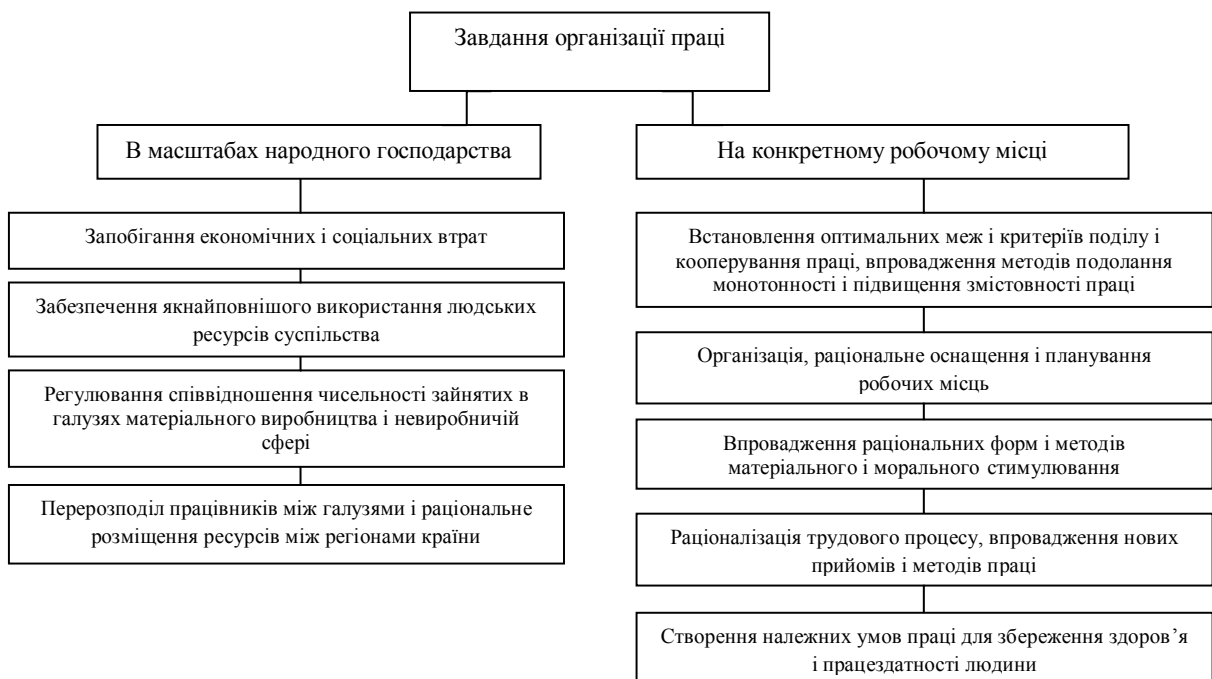 Завдання організації праці
В масштабах народного господарства
Запобігання економічних і соціальних втрат
Забезпечення якнайповнішого використання людських
ресурсів суспільства
Регулювання співвідношення чисельності зайнятих в
галузях матеріального виробництва і невиробничій
сфері
Перерозподіл працівників між галузями і раціональне
розміщення ресурсів між регіонами країни
На конкретному робочому місці
Встановлення оптимальних меж і критеріїв поділу і
кооперування праці, впровадження методів подолання
монотонності і підвищення змістовності праці
Організація, раціональне оснащення і планування
робочих місць
Впровадження раціональних форм і методів
матеріального і морального стимулювання
Раціоналізація трудового процесу, впровадження нових
прийомів і методів праці
Створення належних умов праці для збереження здоров’я
і працездатності людини